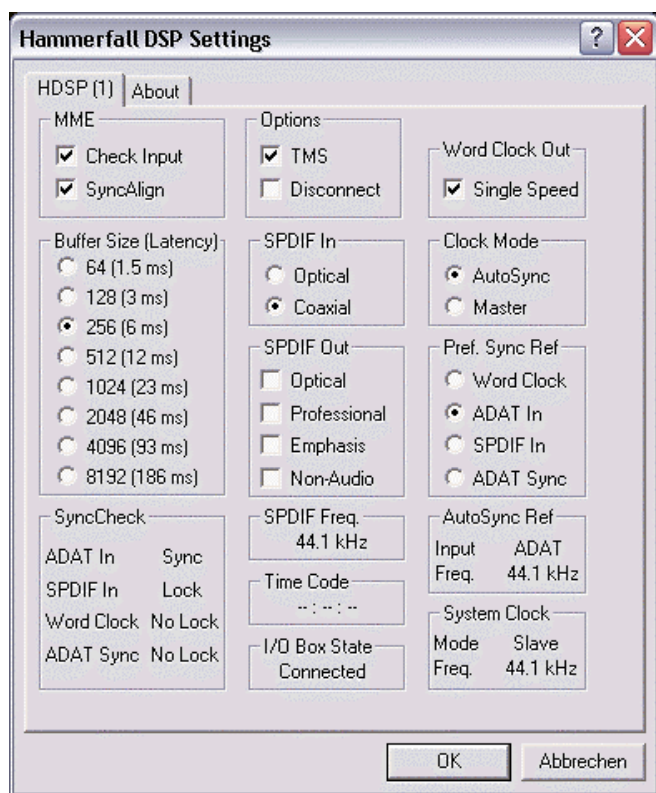 Hammerfall DSP Settings
HDSP (1)
About
MME
Check Input
SyncAlign
Options
TMS
Disconnect
Word Clock Out
Single Speed
Buffer Size (Latency)
64 (1.5 ms)
128 (3 ms)
256 (6 ms)
512 (12 ms)
1024 (23 ms)
2048 (46 ms)
4096 (93 ms)
8192 (186 ms)
SPDIF In
Optical
Coaxial
Clock Mode
AutoSync
Master
SPDIF Out
Optical
Professional
Emphasis
Non-Audio
Pref. Sync Ref
Word Clock
ADAT In
SPDIF In
ADAT Sync
SyncCheck
ADAT In Sync
SPDIF In Lock
Word Clock No Lock
ADAT Sync No Lock
SPDIF Freq.
44.1 kHz
Time Code
-- : -- : --
I/O Box State
Connected
AutoSync Ref
Input ADAT
Freq. 44.1 kHz
System Clock
Mode Slave
Freq. 44.1 kHz
OK
Abbrechen